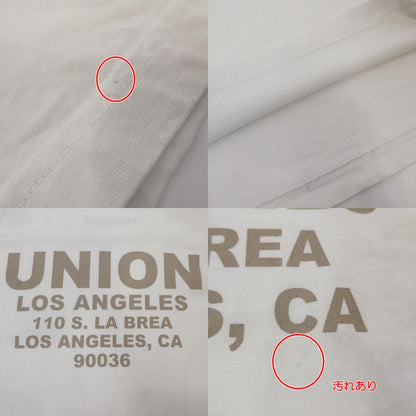 UNION
LOS ANGELES
110 S. LA BREA
LOS ANGELES, CA
90036
REA
S, CA
汚れあり